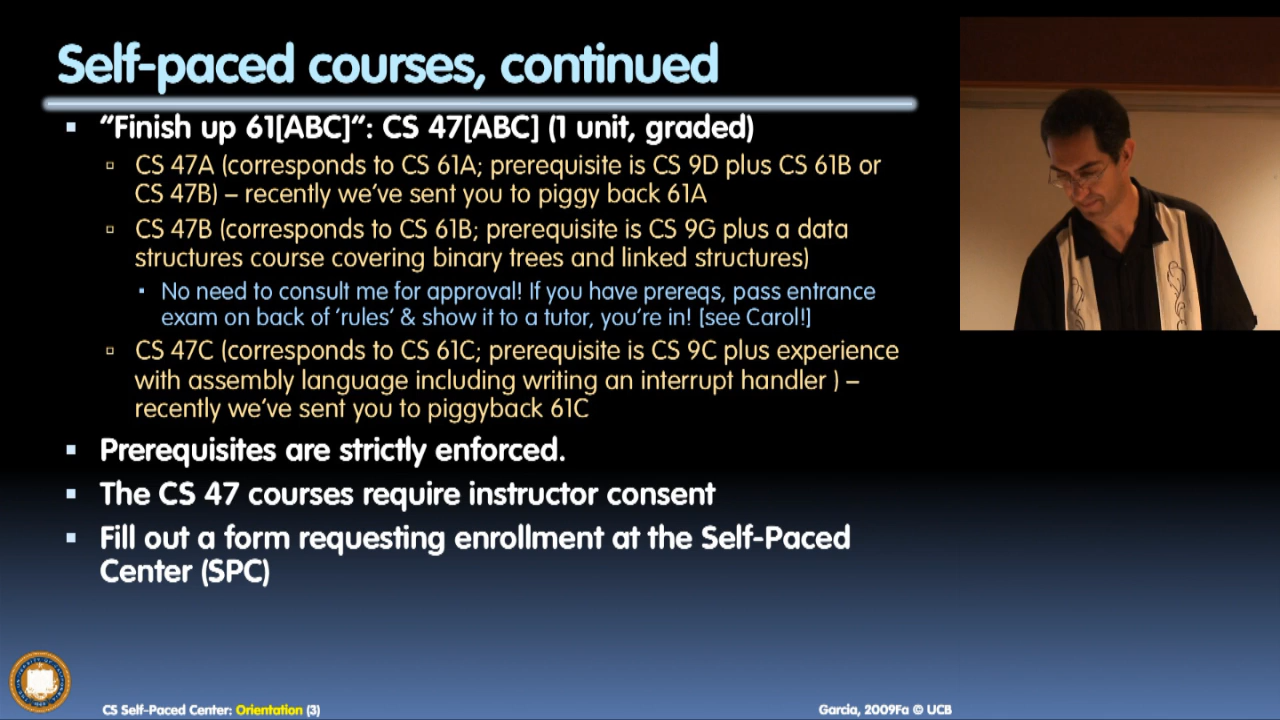 Self-paced courses, continued
▪ "Finish up 61[ABC]": CS 47[ABC] (1 unit, graded)
▫ CS 47A (corresponds to CS 61A; prerequisite is CS 9D plus CS 61B or
CS 47B) – recently we've sent you to piggy back 61A
▫ CS 47B (corresponds to CS 61B; prerequisite is CS 9G plus a data
structures course covering binary trees and linked structures)
▪ No need to consult me for approval! If you have prereqs, pass entrance
exam on back of 'rules' & show it to a tutor, you're in! [see Carol!]
▫ CS 47C (corresponds to CS 61C; prerequisite is CS 9C plus experience
with assembly language including writing an interrupt handler ) –
recently we've sent you to piggyback 61C
▪ Prerequisites are strictly enforced.
▪ The CS 47 courses require instructor consent
▪ Fill out a form requesting enrollment at the Self-Paced
Center (SPC)
CS Self-Paced Center: Orientation (3)
Garcia, 2009Fa © UCB